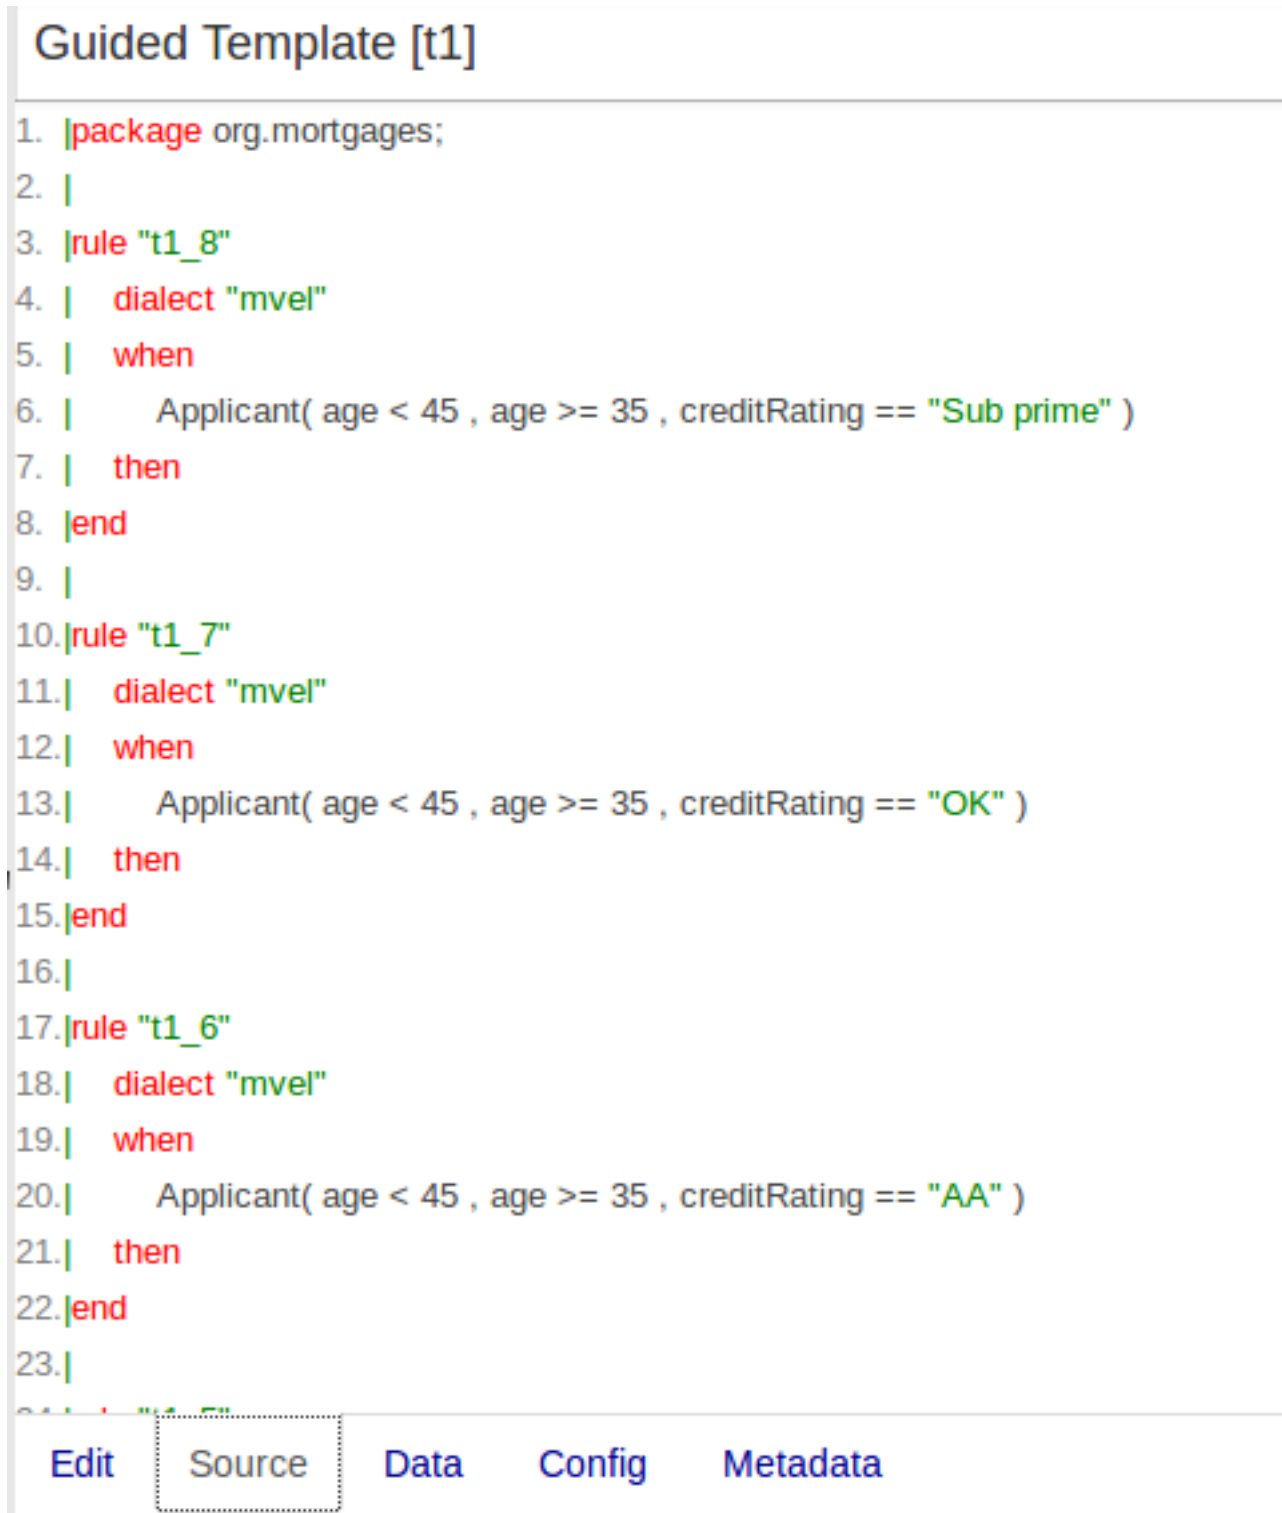 Guided Template [t1]
1. |package org.mortgages;
2. |
3. |rule "t1_8"
4. | dialect "mvel"
5. | when
6. | Applicant( age < 45 , age >= 35 , creditRating == "Sub prime" )
7. | then
8. |end
9. |
10.|rule "t1_7"
11.| dialect "mvel"
12.| when
13.| Applicant( age < 45 , age >= 35 , creditRating == "OK" )
14.| then
15.|end
16.|
17.|rule "t1_6"
18.| dialect "mvel"
19.| when
20.| Applicant( age < 45 , age >= 35 , creditRating == "AA" )
21.| then
22.|end
23.|
Edit Source Data Config Metadata